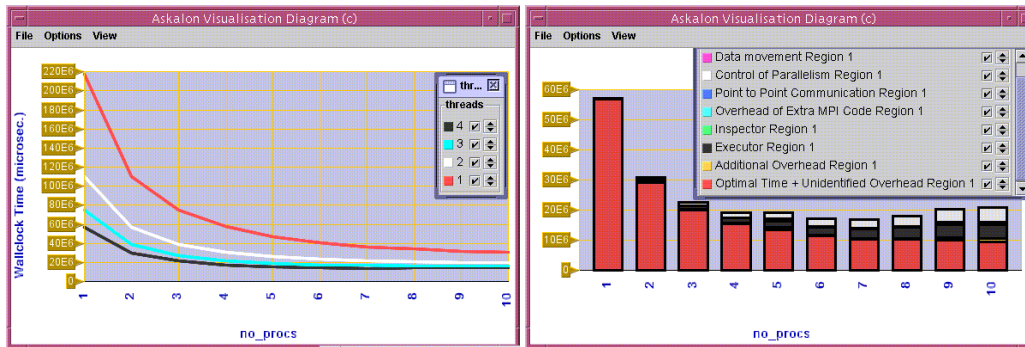 Askalon Visualisation Diagram (c)
File Options View
Wallclock Time (microsec.)
220E6
200E6
180E6
160E6
140E6
120E6
100E6
80E6
60E6
40E6
20E6
0
1 2 3 4 5 6 7 8 9 10
no_procs
thr...
threads
4
3
2
1
Askalon Visualisation Diagram (c)
File Options View
Data movement Region 1
Control of Parallelism Region 1
Point to Point Communication Region 1
Overhead of Extra MPI Code Region 1
Inspector Region 1
Executor Region 1
Additional Overhead Region 1
Optimal Time + Unidentified Overhead Region 1
60E6
50E6
40E6
30E6
20E6
10E6
0
1 2 3 4 5 6 7 8 9 10
no_procs